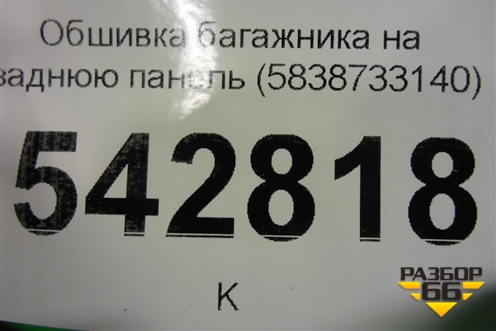 Обшивка багажника на
заднюю панель (5838733140)
542818
K
РАЗБОР
66